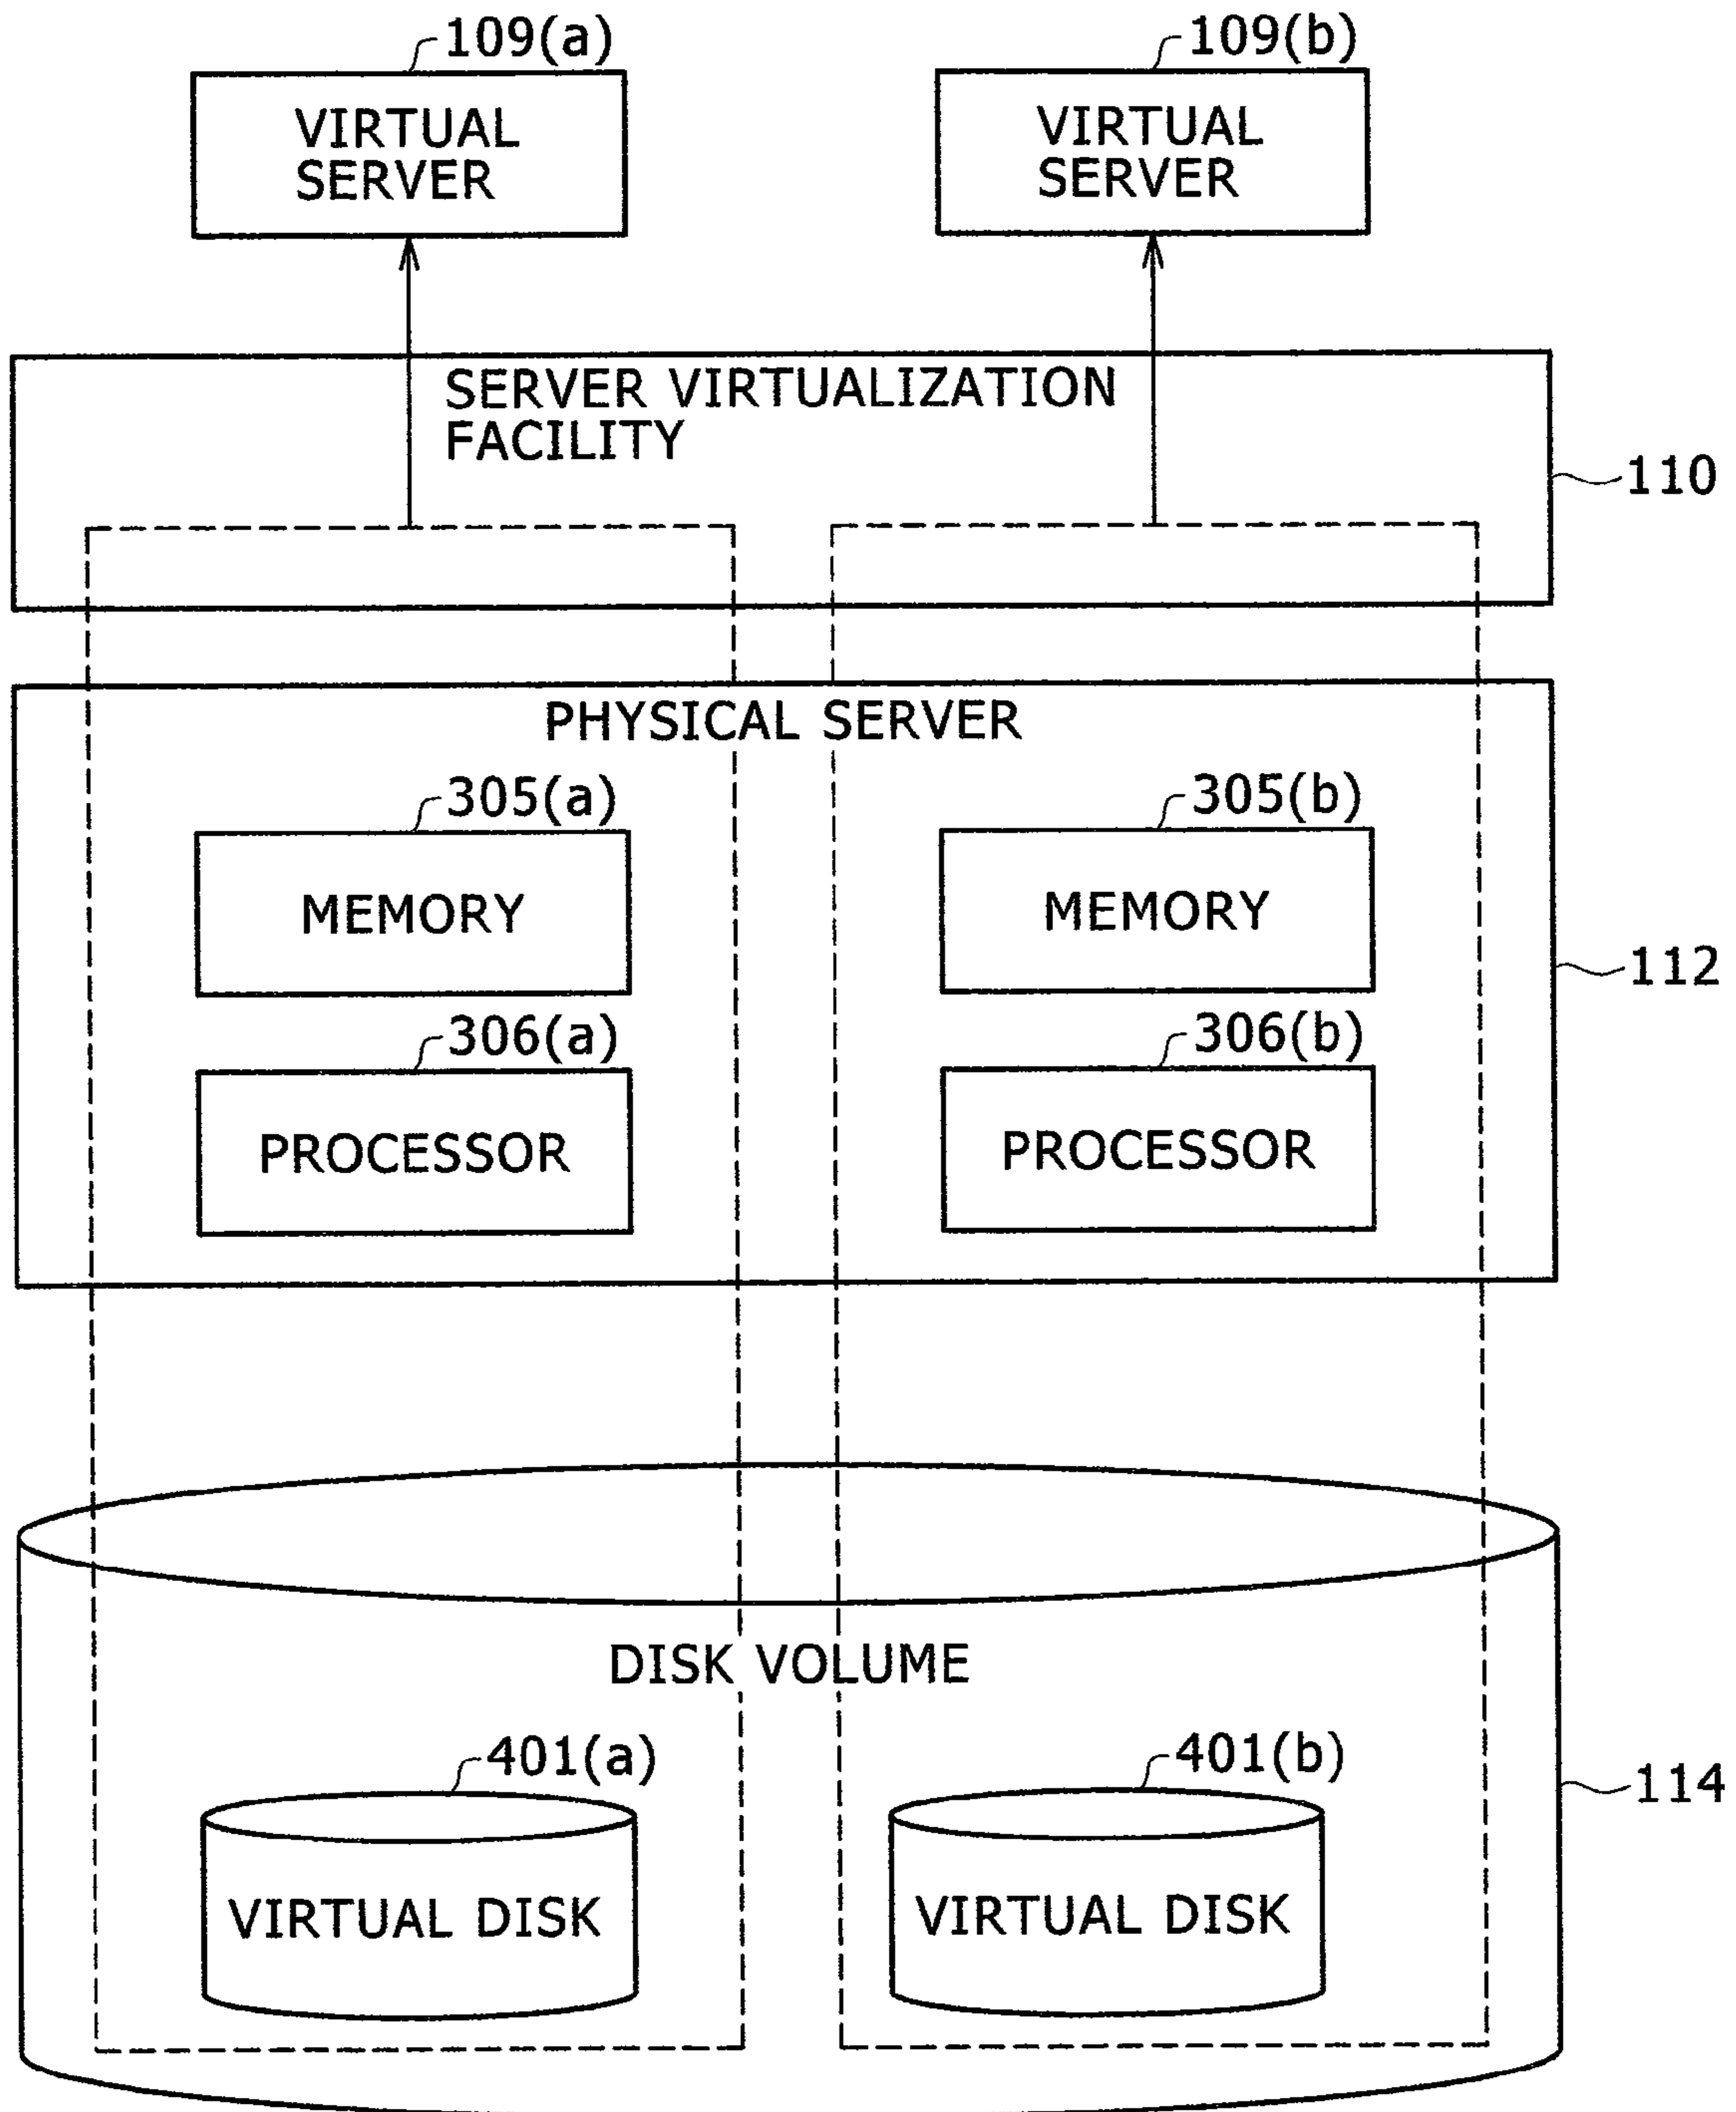 109(a)
109(b)
VIRTUAL
SERVER
VIRTUAL
SERVER
SERVER VIRTUALIZATION
FACILITY
110
PHYSICAL SERVER
305(a)
305(b)
MEMORY
MEMORY
112
306(a)
306(b)
PROCESSOR
PROCESSOR
DISK VOLUME
401(a)
401(b)
114
VIRTUAL DISK
VIRTUAL DISK